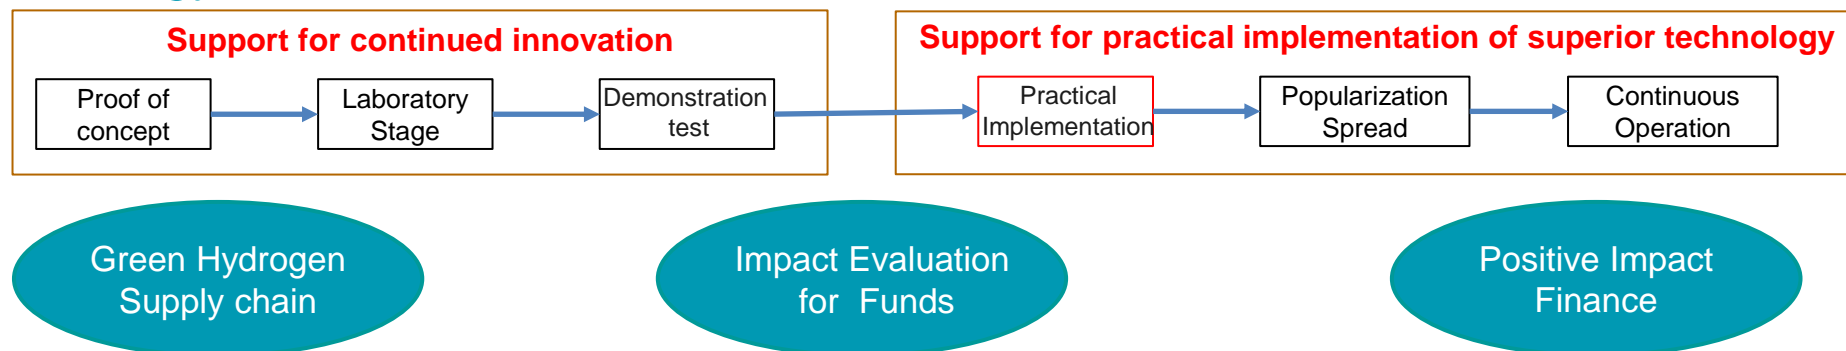 Support for continued innovation
Support for practical implementation of superior technology
Proof of
concept
Laboratory
Stage
Demonstration
test
Practical
Implementation
Popularization
Spread
Continuous
Operation
Green Hydrogen
Supply chain
Impact Evaluation
for Funds
Positive Impact
Finance